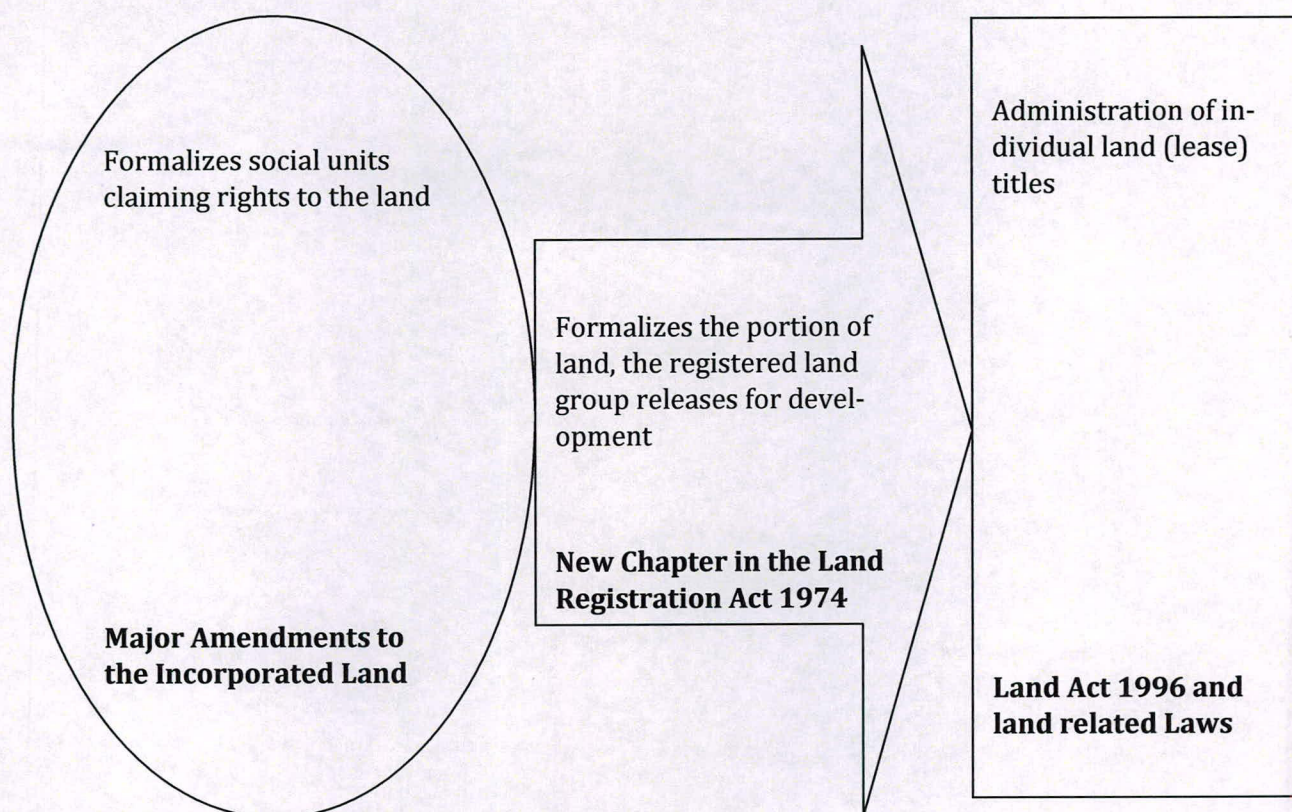 Formalizes social units
claiming rights to the land
Major Amendments to
the Incorporated Land
Formalizes the portion of
land, the registered land
group releases for devel-
opment
New Chapter in the Land
Registration Act 1974
Administration of in-
dividual land (lease)
titles
Land Act 1996 and
land related Laws